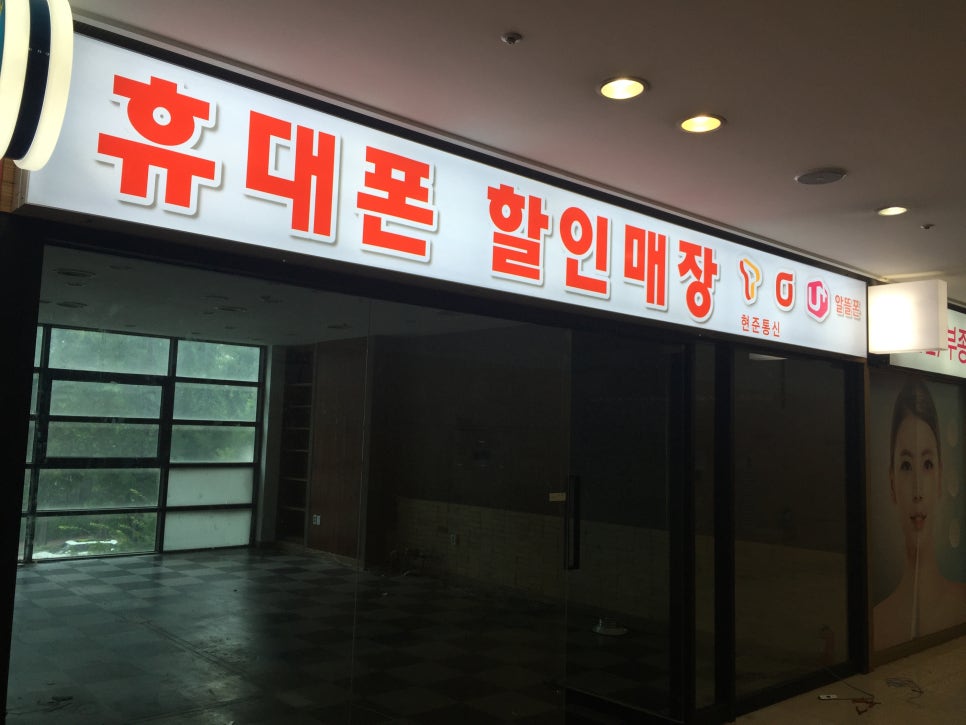 휴대폰 할인매장
U+ 알뜰폰
현준통신